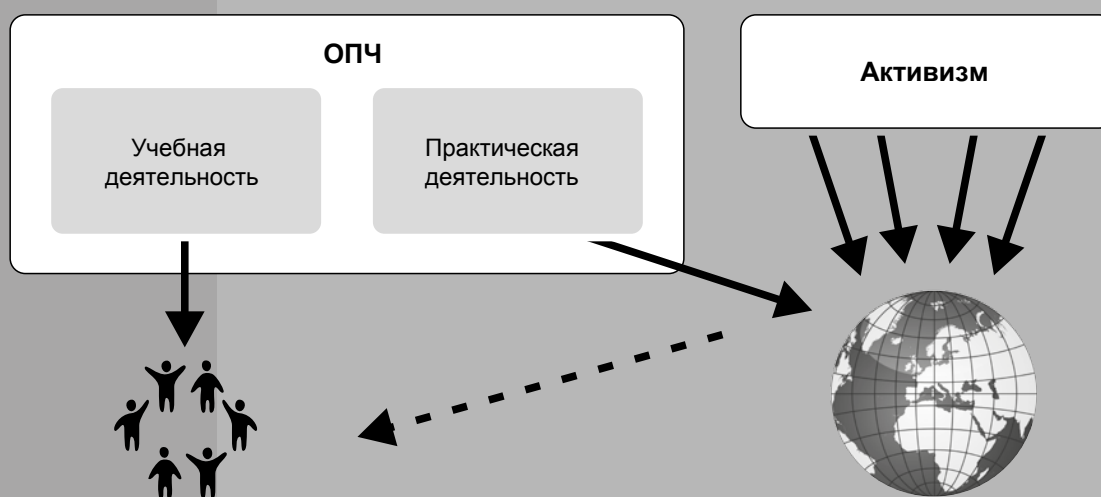 ОПЧ
Учебная
деятельность
Практическая
деятельность
Активизм